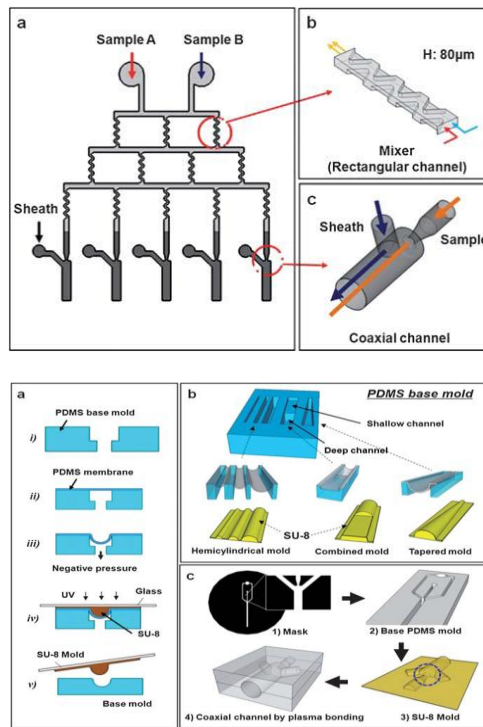 a
Sample A
Sample B
Sheath
b
H: 80μm
Mixer
(Rectangular channel)
c
Sheath
Sample
Coaxial channel
a
PDMS base mold
i)
PDMS membrane
ii)
iii)
Negative pressure
UV
Glass
iv)
SU-8
SU-8 Mold
v)
Base mold
b
PDMS base mold
Shallow channel
Deep channel
SU-8
Hemicylindrical mold
Combined mold
Tapered mold
c
1) Mask
2) Base PDMS mold
4) Coaxial channel by plasma bonding
3) SU-8 Mold